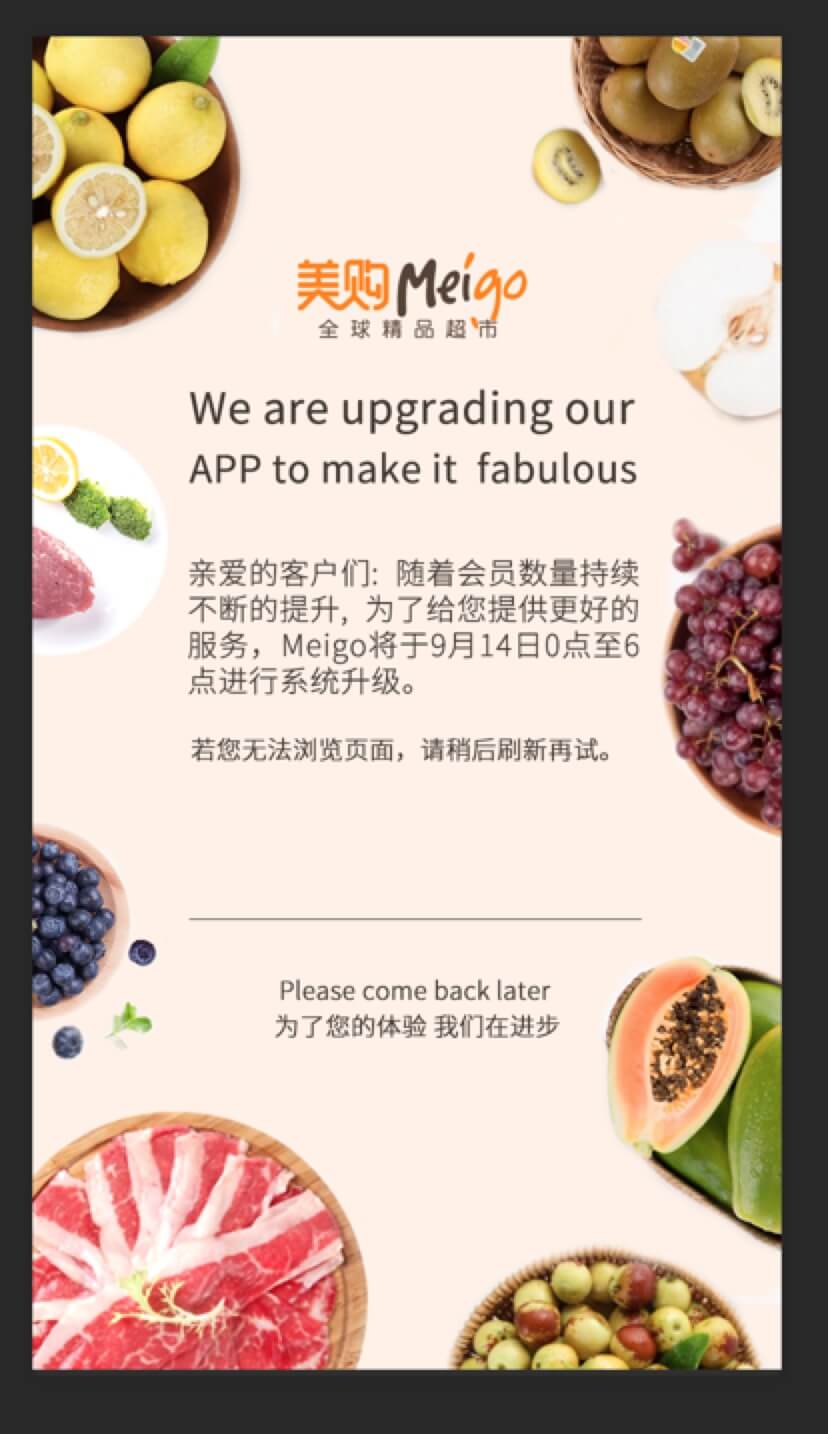 美购Meigo
全球精品超市
We are upgrading our
APP to make it  fabulous
亲爱的客户们: 随着会员数量持续
不断的提升, 为了给您提供更好的
服务，Meigo将于9月14日0点至6
点进行系统升级。
若您无法浏览页面，请稍后刷新再试。
Please come back later
为了您的体验 我们在进步